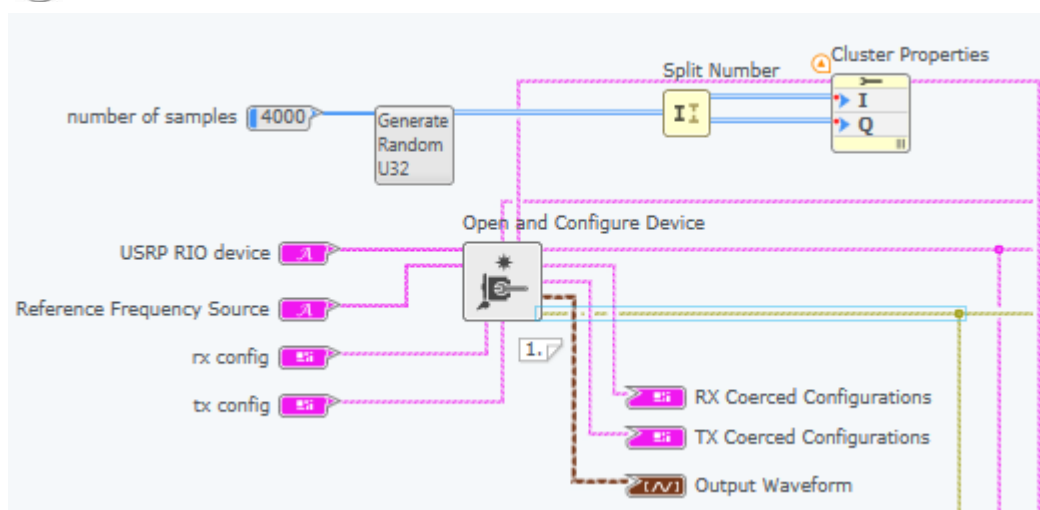 Cluster Properties
Split Number
number of samples 4000
Generate
Random
U32
I
Q
Open and Configure Device
USRP RIO device
Reference Frequency Source
1.
rx config
tx config
RX Coerced Configurations
TX Coerced Configurations
Output Waveform